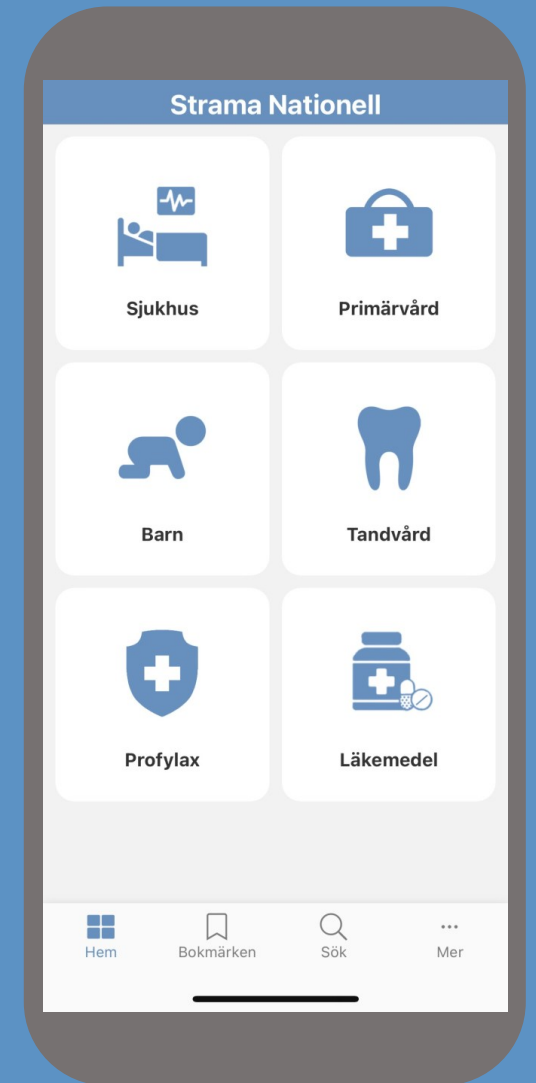 Strama Nationell
Sjukhus
Primärvård
Barn
Tandvård
Profylax
Läkemedel
Hem
Bokmärken
Sök
Mer